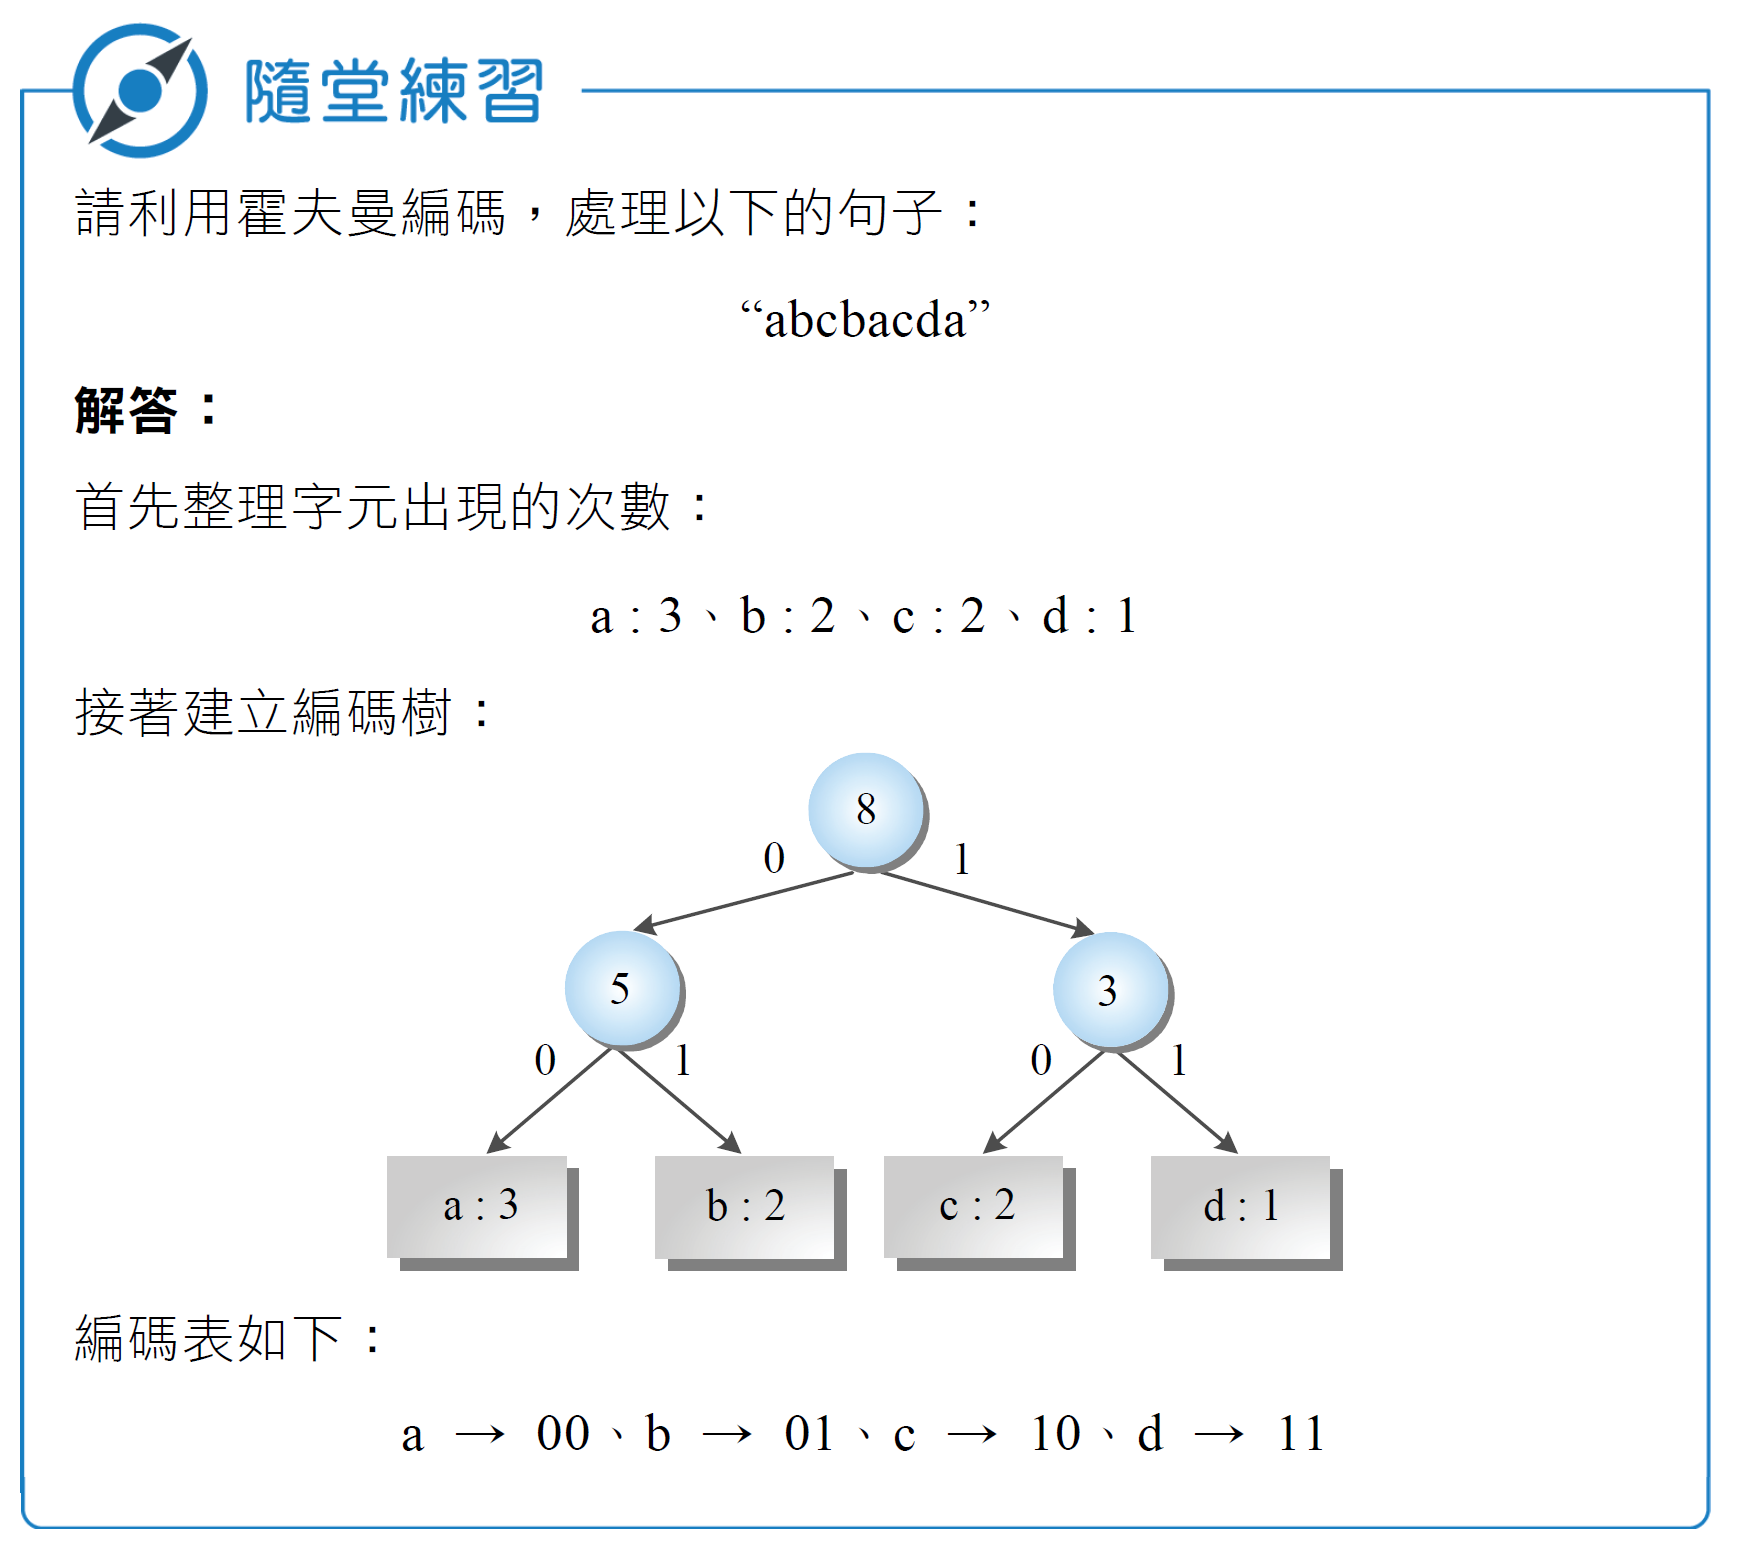 隨堂練習
請利用霍夫曼編碼，處理以下的句子：
“abcbacda”
解答：
首先整理字元出現的次數：
a : 3、b : 2、c : 2、d : 1
接著建立編碼樹：
8
0 1
5 3
0 1 0 1
a : 3 b : 2 c : 2 d : 1
編碼表如下：
a → 00、b → 01、c → 10、d → 11